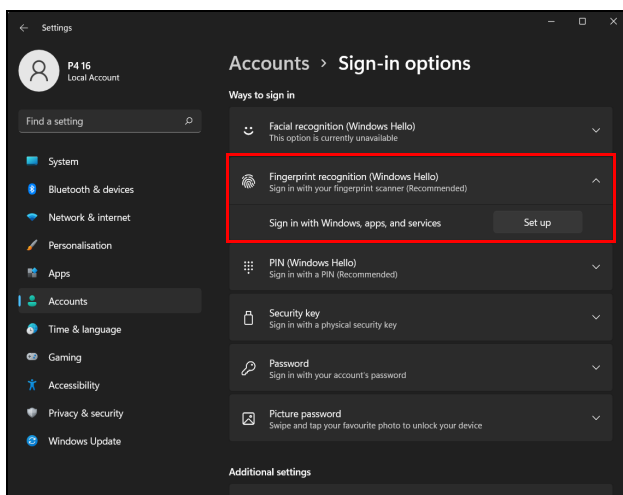 Settings
P4 16
Local Account
Find a setting
System
Bluetooth & devices
Network & internet
Personalisation
Apps
Accounts
Time & language
Gaming
Accessibility
Privacy & security
Windows Update
Accounts > Sign-in options
Ways to sign in
Facial recognition (Windows Hello)
This option is currently unavailable
Fingerprint recognition (Windows Hello)
Sign in with your fingerprint scanner (Recommended)
Sign in with Windows, apps, and services Set up
PIN (Windows Hello)
Sign in with a PIN (Recommended)
Security key
Sign in with a physical security key
Password
Sign in with your account's password
Picture password
Swipe and tap your favourite photo to unlock your device
Additional settings